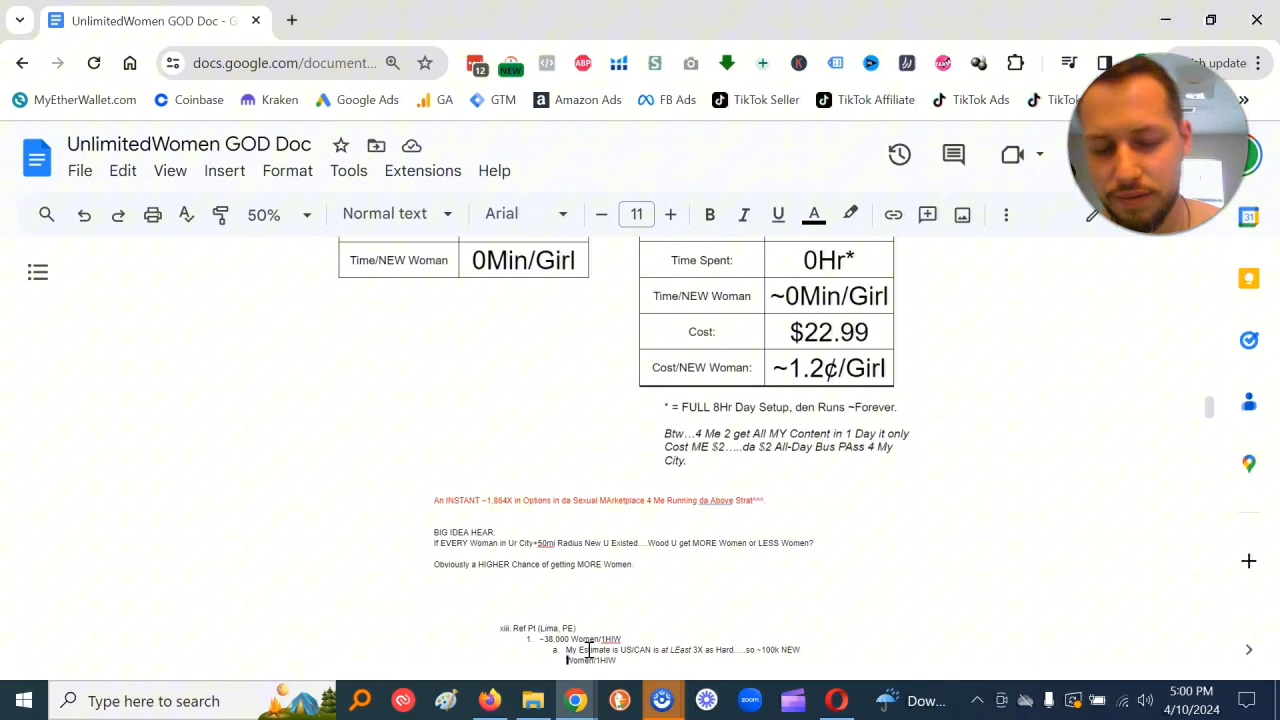 UnlimitedWomen GOD Doc - G
docs.google.com/document...
12
NEW
ABP
ch update
MyEtherWallet.com
Coinbase
Kraken
Google Ads
GA
GTM
Amazon Ads
FB Ads
TikTok Seller
TikTok Affiliate
TikTok Ads
UnlimitedWomen GOD Doc
File Edit View Insert Format Tools Extensions Help
50% Normal text Arial 11
Time/NEW Woman 0Min/Girl
Time Spent: 0Hr*
Time/NEW Woman ~0Min/Girl
Cost: $22.99
Cost/NEW Woman: ~1.2¢/Girl
* = FULL 8Hr Day Setup, den Runs ~Forever.
Btw…4 Me 2 get All MY Content in 1 Day it only
Cost ME $2…..da $2 All-Day Bus PAss 4 My
City.
An INSTANT ~1,864X in Options in da Sexual MArketplace 4 Me Running da Above Strat^^^.
BIG IDEA HEAR:
If EVERY Woman in Ur City+50mi Radius New U Existed….Wood U get MORE Women or LESS Women?
Obviously a HIGHER Chance of getting MORE Women.
xiii. Ref Pt (Lima, PE)
1. ~38,000 Women/1HIW
a. My Estimate is US/CAN is at LEast 3X as Hard…..so ~100k NEW
Women/1HIW
Type here to search
zoom
Dow...
5:00 PM
4/10/2024